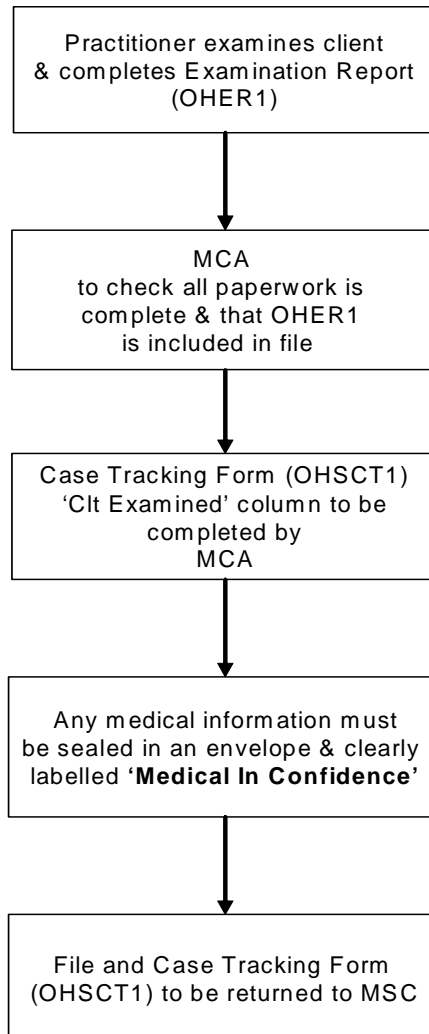 Practitioner examines client
& completes Examination Report
(OHER1)
MCA
to check all paperwork is
complete & that OHER1
is included in file
Case Tracking Form (OHSCT1)
‘Clt Examined’ column to be
completed by
MCA
Any medical information must
be sealed in an envelope & clearly
labelled ‘Medical In Confidence’
File and Case Tracking Form
(OHSCT1) to be returned to MSC